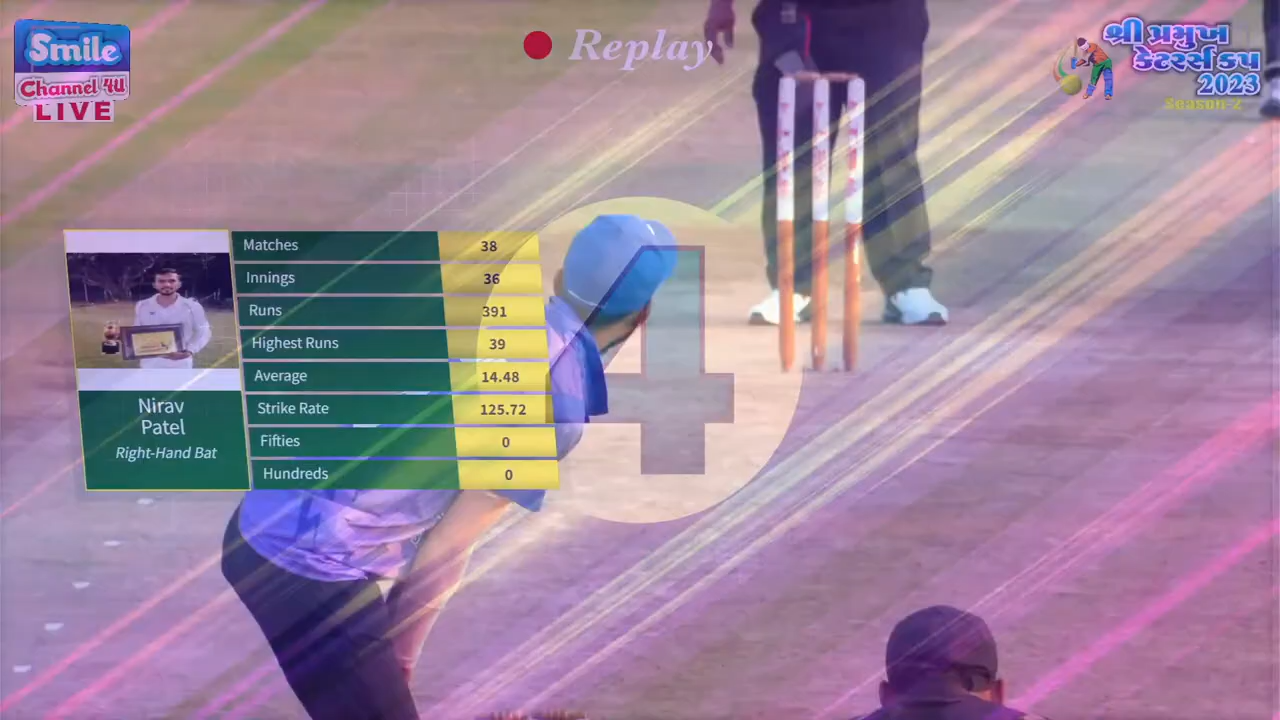 Smile
Channel 4U
LIVE
Replay
શ્રી પ્રમુખ
કેટરર્સ કપ
2023
Season-2
Matches 38
Innings 36
Runs 391
Highest Runs 39
Average 14.48
Strike Rate 125.72
Fifties 0
Hundreds 0
Nirav
Patel
Right-Hand Bat
4